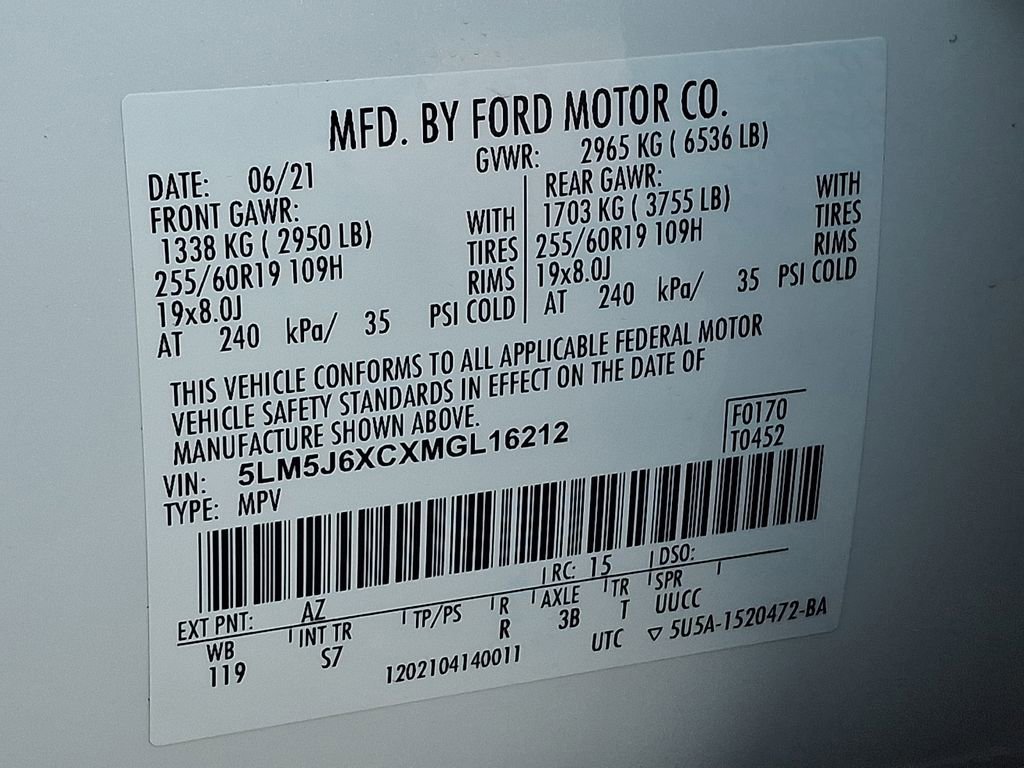 MFD. BY FORD MOTOR CO.
DATE: 06/21 GVWR: 2965 KG ( 6536 LB)
FRONT GAWR: REAR GAWR:
1338 KG ( 2950 LB) WITH 1703 KG ( 3755 LB) WITH
255/60R19 109H TIRES 255/60R19 109H TIRES
19x8.0J RIMS 19x8.0J RIMS
AT 240 kPa/ 35 PSI COLD AT 240 kPa/ 35 PSI COLD
THIS VEHICLE CONFORMS TO ALL APPLICABLE FEDERAL MOTOR
VEHICLE SAFETY STANDARDS IN EFFECT ON THE DATE OF
MANUFACTURE SHOWN ABOVE.
F0170
T0452
VIN: 5LM5J6XCXMGL16212
TYPE: MPV
EXT PNT: AZ RC: 15 DSO:
WB INT TR TP/PS R AXLE TR SPR
119 S7 R 3B T UUCC
1202104140011 UTC ▽ 5U5A-1520472-BA